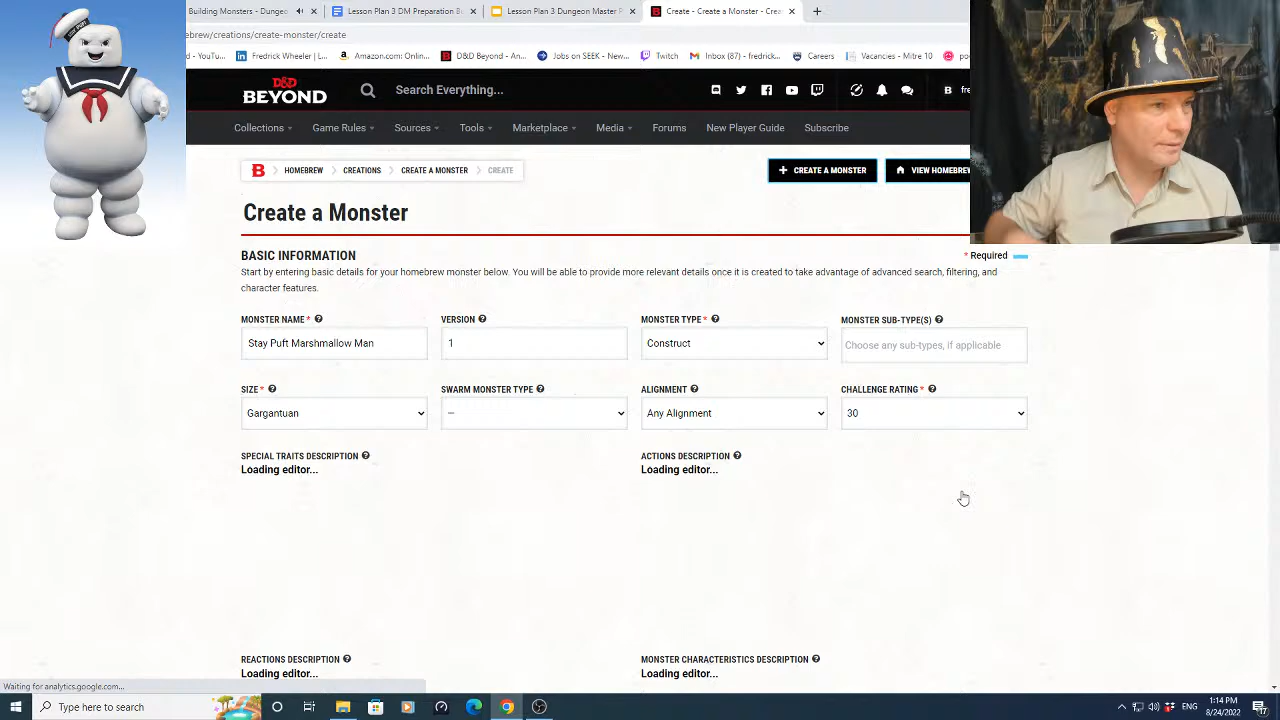 Building Monsters - Dunge
Lesson Plan 3 DM Preparation Bu
Lesson Plan 3 Dungeon Master P
Create - Create a Monster - Crea
ebrew/creations/create-monster/create
- YouTu...
Fredrick Wheeler | L...
Amazon.com: Onlin...
D&D Beyond - An...
Jobs on SEEK - New...
Twitch
Inbox (87) - fredrick...
Careers
Vacancies - Mitre 10
po
STAY PUFT
D&D
BEYOND
Search Everything...
fre
Collections
Game Rules
Sources
Tools
Marketplace
Media
Forums
New Player Guide
Subscribe
HOMEBREW
CREATIONS
CREATE A MONSTER
CREATE
+ CREATE A MONSTER
VIEW HOMEBREW
Create a Monster
BASIC INFORMATION
* Required
Start by entering basic details for your homebrew monster below. You will be able to provide more relevant details once it is created to take advantage of advanced search, filtering, and
character features.
MONSTER NAME *
VERSION
MONSTER TYPE *
MONSTER SUB-TYPE(S)
Stay Puft Marshmallow Man
1
Construct
Choose any sub-types, if applicable
SIZE *
SWARM MONSTER TYPE
ALIGNMENT
CHALLENGE RATING *
Gargantuan
--
Any Alignment
30
SPECIAL TRAITS DESCRIPTION
ACTIONS DESCRIPTION
Loading editor...
Loading editor...
REACTIONS DESCRIPTION
MONSTER CHARACTERISTICS DESCRIPTION
Loading editor...
Loading editor...
Waiting for analytics.google.com...
Type here to search
ENG
1:14 PM
8/24/2022
17